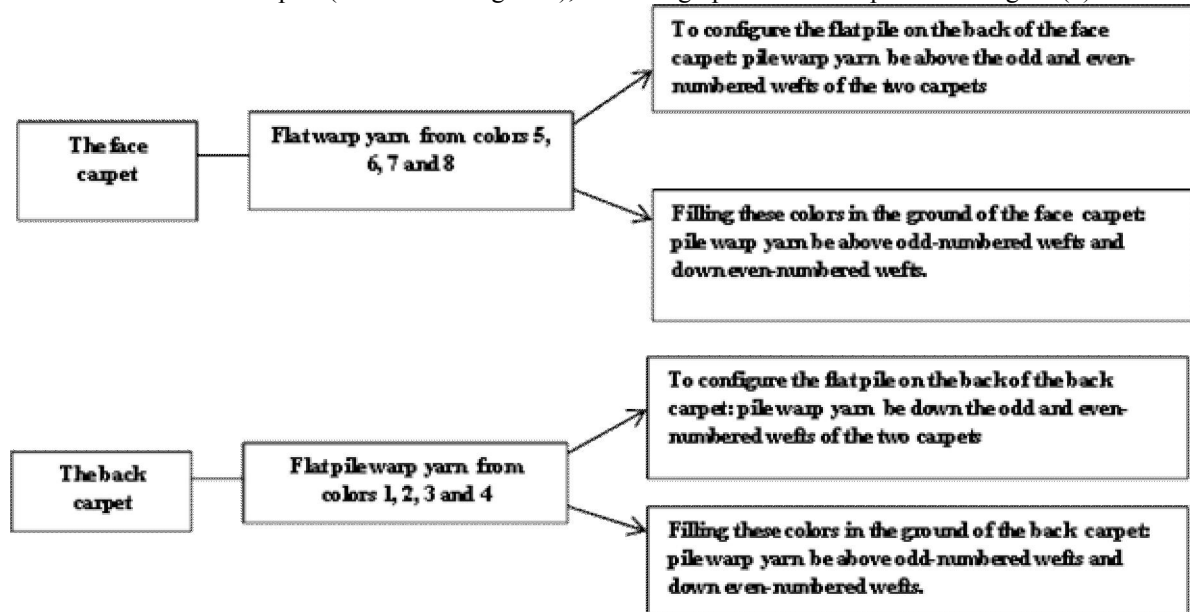 To configure the flat pile on the back of the face
carpet: pile warp yarn be above the odd and even-
numbered wefts of the two carpets
The face
carpet
Flat warp yarn from colors 5,
6, 7 and 8
Filling these colors in the ground of the face carpet:
pile warp yarn be above odd-numbered wefts and
down even-numbered wefts.
To configure the flat pile on the back of the back
carpet: pile warp yarn be down the odd and even-
numbered wefts of the two carpets
The back
carpet
Flat pile warp yarn from
colors 1, 2, 3 and 4
Filling these colors in the ground of the back carpet:
pile warp yarn be above odd-numbered wefts and
down even-numbered wefts.